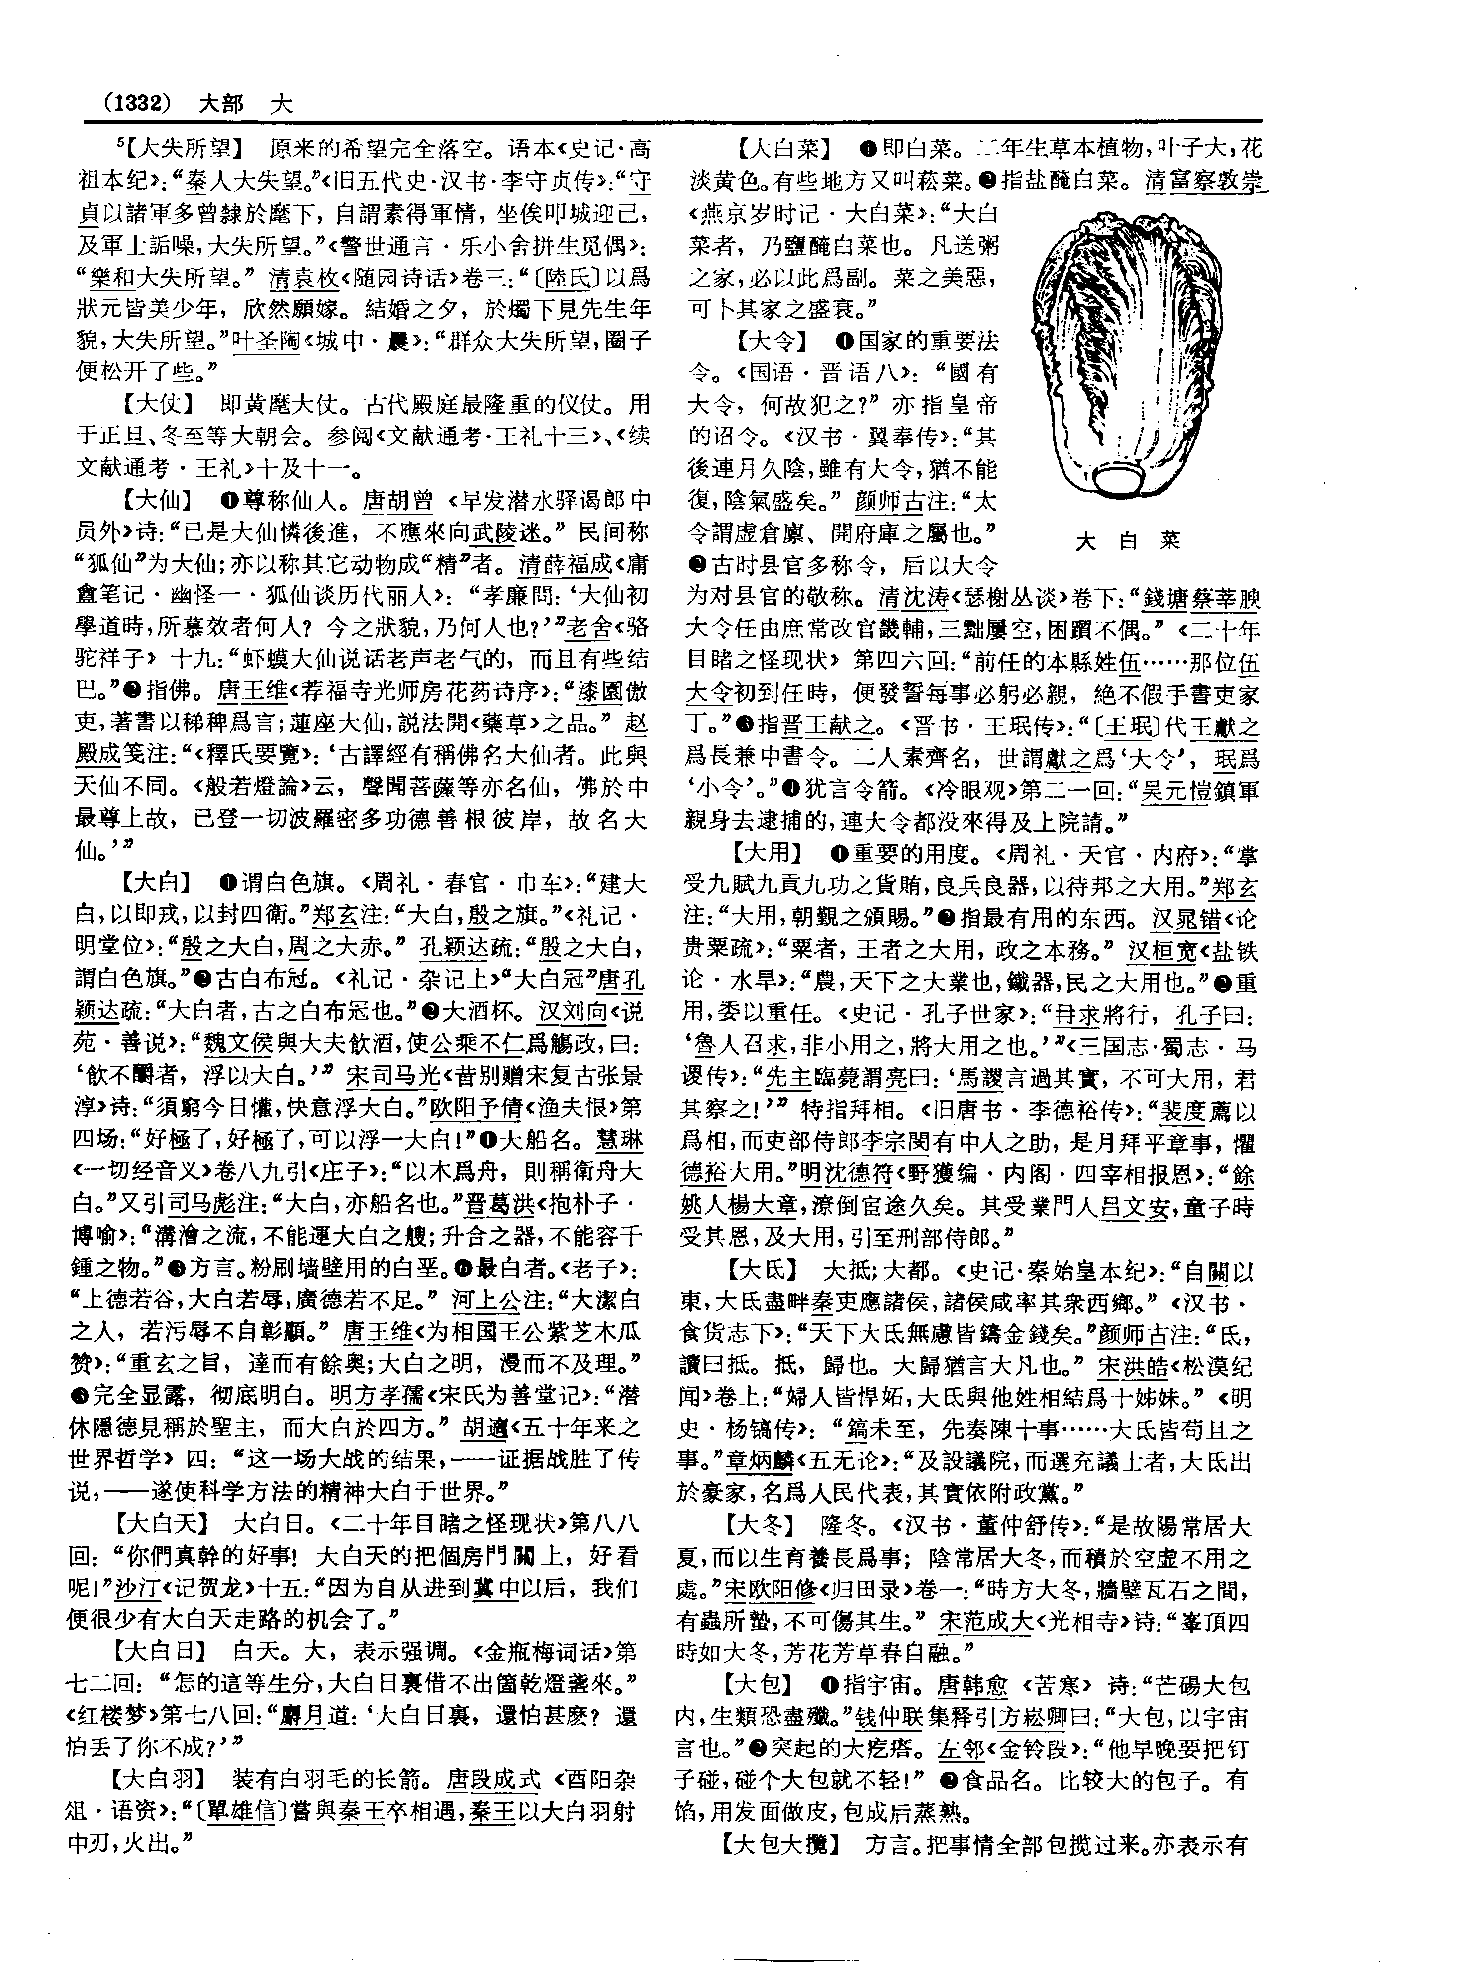 (1332) 大部 大
⁵【大失所望】 原来的希望完全落空。语本《史记·高
祖本纪》：“秦人大失望。”《旧五代史·汉书·李守贞传》：“守
貞以諸軍多曾隸於麾下，自謂素得軍情，坐俟叩城迎己，
及軍士詬噪，大失所望。”《警世通言·乐小舍拼生觅偶》：
“樂和大失所望。” 清袁枚《随园诗话》卷三：“〔陸氏〕以爲
狀元皆美少年，欣然願嫁。結婚之夕，於燭下見先生年
貌，大失所望。”叶圣陶《城中·晨》：“群众大失所望，圈子
便松开了些。”
【大仗】 即黄麾大仗。古代殿庭最隆重的仪仗。用
于正旦、冬至等大朝会。参阅《文献通考·王礼十三》、《续
文献通考·王礼》十及十一。
【大仙】 ❶尊称仙人。唐胡曾《早发潜水驿谒郎中
员外》诗：“已是大仙憐後進，不應來向武陵迷。” 民间称
“狐仙”为大仙；亦以称其它动物成“精”者。清薛福成《庸
盦笔记·幽怪一·狐仙谈历代丽人》：“孝廉問：‘大仙初
學道時，所慕效者何人？今之狀貌，乃何人也？’”老舍《骆
驼祥子》十九：“虾蟆大仙说话老声老气的，而且有些结
巴。”❷指佛。唐王维《荐福寺光师房花药诗序》：“漆園傲
吏，著書以稊稗爲言；蓮座大仙，説法開《藥草》之品。” 赵
殿成笺注：“《釋氏要覽》：‘古譯經有稱佛名大仙者。此與
天仙不同。《般若燈論》云，聲聞菩薩等亦名仙，佛於中
最尊上故，已登一切波羅密多功德善根彼岸，故名大
仙。’”
【大白】 ❶谓白色旗。《周礼·春官·巾车》：“建大
白，以即戎，以封四衛。”郑玄注：“大白，殷之旗。”《礼记·
明堂位》：“殷之大白，周之大赤。” 孔颖达疏：“殷之大白，
謂白色旗。”❷古白布冠。《礼记·杂记上》“大白冠”唐孔
颖达疏：“大白者，古之白布冠也。”❸大酒杯。汉刘向《说
苑·善说》：“魏文侯與大夫飲酒，使公乘不仁爲觴政，曰：
‘飲不釂者，浮以大白。’” 宋司马光《昔别赠宋复古张景
淳》诗：“須窮今日懽，快意浮大白。”欧阳予倩《渔夫恨》第
四场：“好極了，好極了，可以浮一大白！”❹大船名。慧琳
《一切经音义》卷八九引《庄子》：“以木爲舟，則稱衛舟大
白。”又引司马彪注：“大白，亦船名也。”晋葛洪《抱朴子·
博喻》：“溝澮之流，不能運大白之艘；升合之器，不能容千
鍾之物。”❺方言。粉刷墙壁用的白垩。❻最白者。《老子》：
“上德若谷，大白若辱，廣德若不足。” 河上公注：“大潔白
之人，若污辱不自彰顯。” 唐王维《为相国王公紫芝木瓜
赞》：“重玄之旨，達而有餘奥；大白之明，漫而不及理。”
❼完全显露，彻底明白。明方孝孺《宋氏为善堂记》：“潜
休隱德見稱於聖主，而大白於四方。” 胡適《五十年来之
世界哲学》四：“这一场大战的结果，——证据战胜了传
说，——遂使科学方法的精神大白于世界。”
【大白天】 大白日。《二十年目睹之怪现状》第八八
回：“你們真幹的好事！大白天的把個房門關上，好看
呢！”沙汀《记贺龙》十五：“因为自从进到冀中以后，我们
便很少有大白天走路的机会了。”
【大白日】 白天。大，表示强调。《金瓶梅词话》第
七二回：“怎的這等生分，大白日裏借不出箇乾燈盞來。”
《红楼梦》第七八回：“麝月道：‘大白日裏，還怕甚麽？還
怕丢了你不成？’”
【大白羽】 装有白羽毛的长箭。唐段成式《酉阳杂
俎·语资》：“〔單雄信〕嘗與秦王卒相遇，秦王以大白羽射
中刃，火出。”
【大白菜】 ❶即白菜。二年生草本植物，叶子大，花
淡黄色。有些地方又叫菘菜。❷指盐醃白菜。清富察敦崇
《燕京岁时记·大白菜》：“大白
菜者，乃鹽醃白菜也。凡送粥
之家，必以此爲副。菜之美惡，
可卜其家之盛衰。”
【大令】 ❶国家的重要法
令。《国语·晋语八》：“國有
大令，何故犯之？” 亦指皇帝
的诏令。《汉书·翼奉传》：“其
後連月久陰，雖有大令，猶不能
復，陰氣盛矣。” 颜师古注：“太
令謂虛倉廩、開府庫之屬也。”
❷古时县官多称令，后以大令
为对县官的敬称。清沈涛《瑟榭丛谈》卷下：“錢塘蔡莘腴
大令任由庶常改官畿輔，三黜屢空，困躓不偶。”《二十年
目睹之怪现状》第四六回：“前任的本縣姓伍……那位伍
大令初到任時，便發誓每事必躬必親，絶不假手書吏家
丁。”❸指晋王献之。《晋书·王珉传》：“〔王珉〕代王獻之
爲長兼中書令。二人素齊名，世謂獻之爲‘大令’，珉爲
‘小令’。”❹犹言令箭。《冷眼观》第二一回：“吴元愷鎮軍
親身去逮捕的，連大令都没來得及上院請。”
【大用】 ❶重要的用度。《周礼·天官·内府》：“掌
受九賦九貢九功之貨賄，良兵良器，以待邦之大用。”郑玄
注：“大用，朝覲之頒賜。”❷指最有用的东西。汉晁错《论
贵粟疏》：“粟者，王者之大用，政之本務。” 汉桓宽《盐铁
论·水旱》：“農，天下之大業也，鐵器，民之大用也。”❸重
用，委以重任。《史记·孔子世家》：“冉求將行，孔子曰：
‘魯人召求，非小用之，將大用之也。’”《三国志·蜀志·马
谡传》：“先主臨薨謂亮曰：‘馬謖言過其實，不可大用，君
其察之！’” 特指拜相。《旧唐书·李德裕传》：“裴度薦以
爲相，而吏部侍郎李宗閔有中人之助，是月拜平章事，懼
德裕大用。”明沈德符《野獲编·内阁·四宰相报恩》：“餘
姚人楊大章，潦倒宦途久矣。其受業門人吕文安，童子時
受其恩，及大用，引至刑部侍郎。”
【大氐】 大抵；大都。《史记·秦始皇本纪》：“自關以
東，大氐盡畔秦吏應諸侯，諸侯咸率其衆西鄉。”《汉书·
食货志下》：“天下大氐無慮皆鑄金錢矣。”颜师古注：“氐，
讀曰抵。抵，歸也。大歸猶言大凡也。” 宋洪皓《松漠纪
闻》卷上：“婦人皆悍妬，大氐與他姓相結爲十姊妹。”《明
史·杨镐传》：“鎬未至，先奏陳十事……大氐皆苟且之
事。”章炳麟《五无论》：“及設議院，而選充議士者，大氐出
於豪家，名爲人民代表，其實依附政黨。”
【大冬】 隆冬。《汉书·董仲舒传》：“是故陽常居大
夏，而以生育養長爲事；陰常居大冬，而積於空虚不用之
處。”宋欧阳修《归田录》卷一：“時方大冬，牆壁瓦石之間，
有蟲所蟄，不可傷其生。” 宋范成大《光相寺》诗：“峯頂四
時如大冬，芳花芳草春自融。”
【大包】 ❶指宇宙。唐韩愈《苦寒》诗：“芒碭大包
内，生類恐盡殲。”钱仲联集释引方崧卿曰：“大包，以宇宙
言也。”❷突起的大疙瘩。左邻《金铃段》：“他早晚要把钉
子碰，碰个大包就不轻！” ❸食品名。比较大的包子。有
馅，用发面做皮，包成后蒸熟。
【大包大攬】 方言。把事情全部包揽过来。亦表示有
大白菜